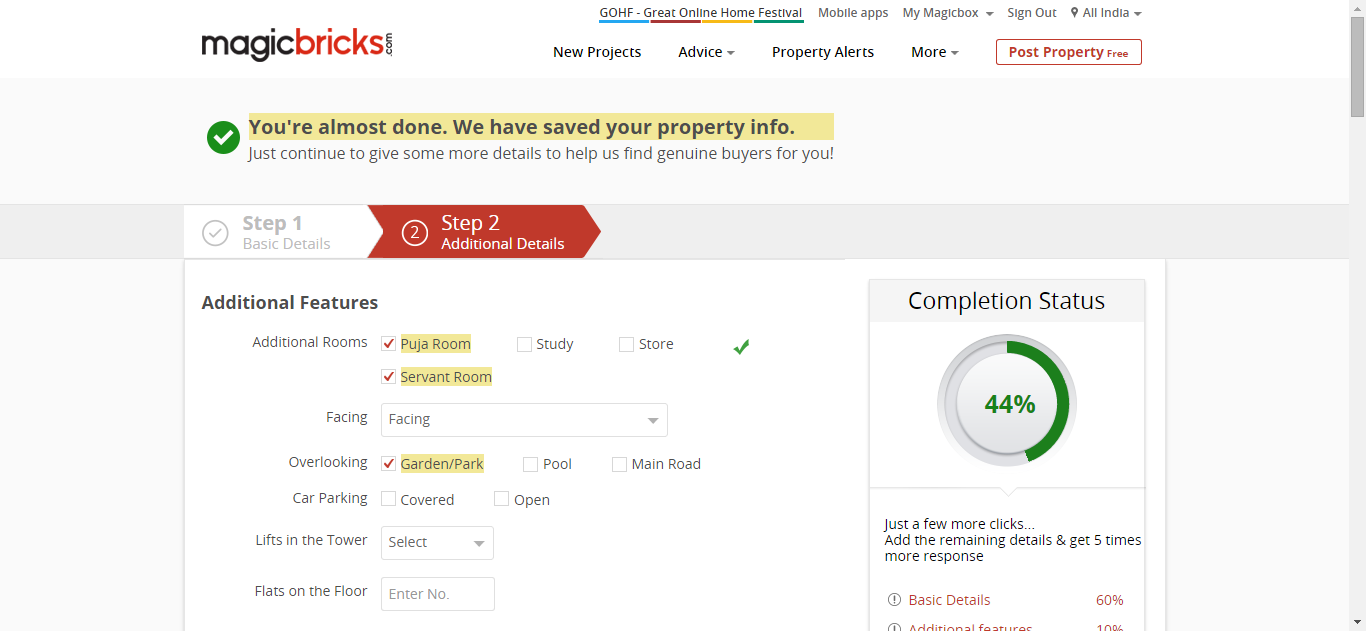 GOHF - Great Online Home Festival Mobile apps My Magicbox Sign Out All India
magicbricks.com
New Projects Advice Property Alerts More Post Property Free
You're almost done. We have saved your property info.
Just continue to give some more details to help us find genuine buyers for you!
Step 1
Basic Details
2
Step 2
Additional Details
Additional Features
Additional Rooms Puja Room Study Store
Servant Room
Facing Facing
Overlooking Garden/Park Pool Main Road
Car Parking Covered Open
Lifts in the Tower Select
Flats on the Floor Enter No.
Completion Status
44%
Just a few more clicks...
Add the remaining details & get 5 times
more response
Basic Details 60%
Additional features 10%